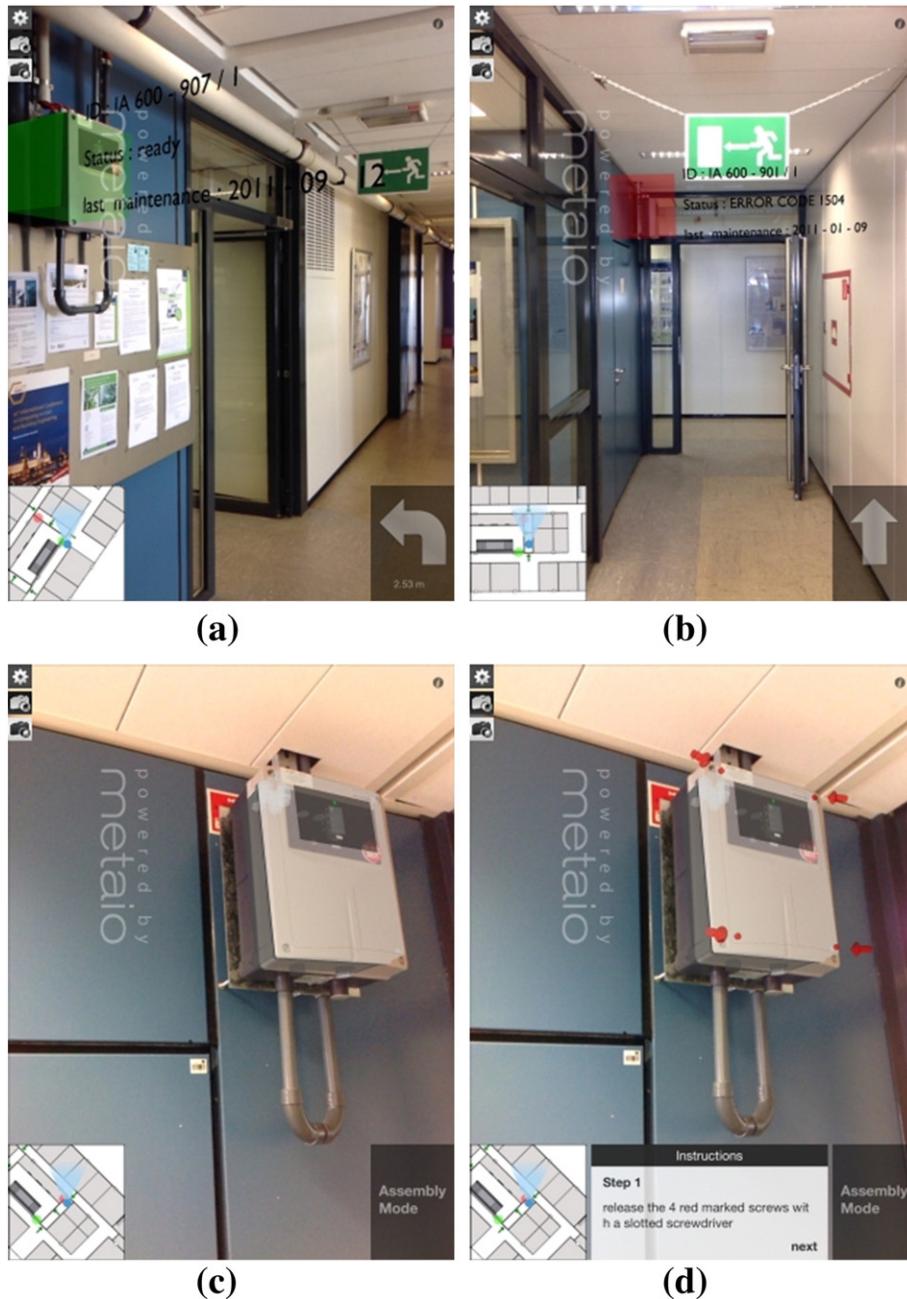 ID : IA 600 - 907 / 1
Status : ready
last maintenance : 2011 - 09 - 12
powered by
metaio
2.53 m
(a)
ID : IA 600 - 901 / 1
Status : ERROR CODE 1504
last maintenance : 2011 - 01 - 09
powered by
metaio
(b)
powered by
metaio
Assembly
Mode
(c)
powered by
metaio
Instructions
Step 1
release the 4 red marked screws wit
h a slotted screwdriver
next
Assembly
Mode
(d)